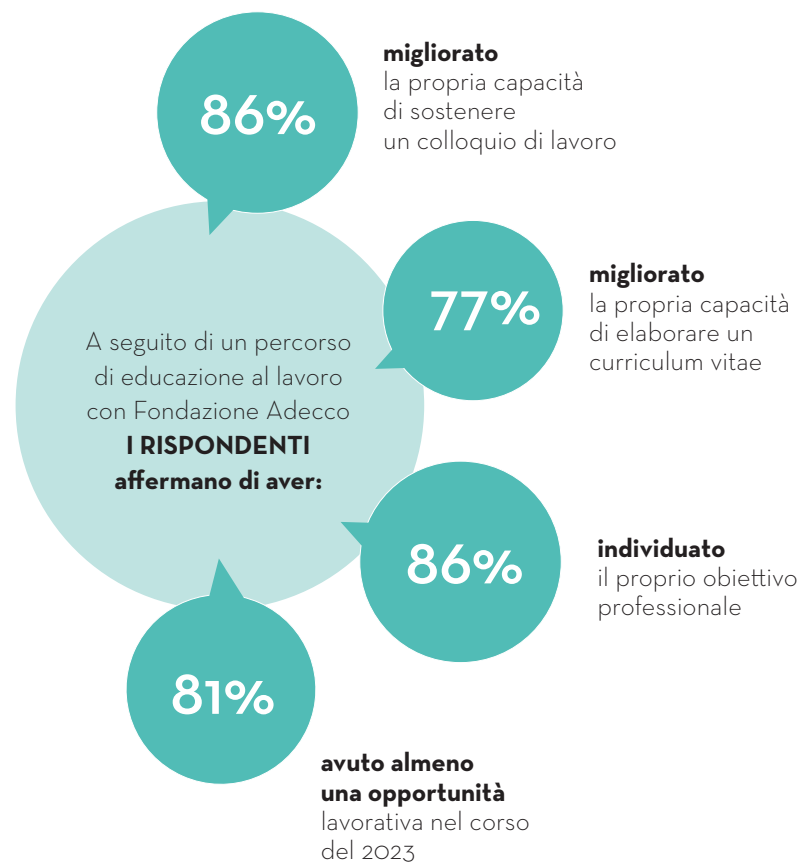 86%
migliorato
la propria capacità
di sostenere
un colloquio di lavoro
77%
migliorato
la propria capacità
di elaborare un
curriculum vitae
A seguito di un percorso
di educazione al lavoro
con Fondazione Adecco
I RISPONDENTI
affermano di aver:
86%
individuato
il proprio obiettivo
professionale
81%
avuto almeno
una opportunità
lavorativa nel corso
del 2023